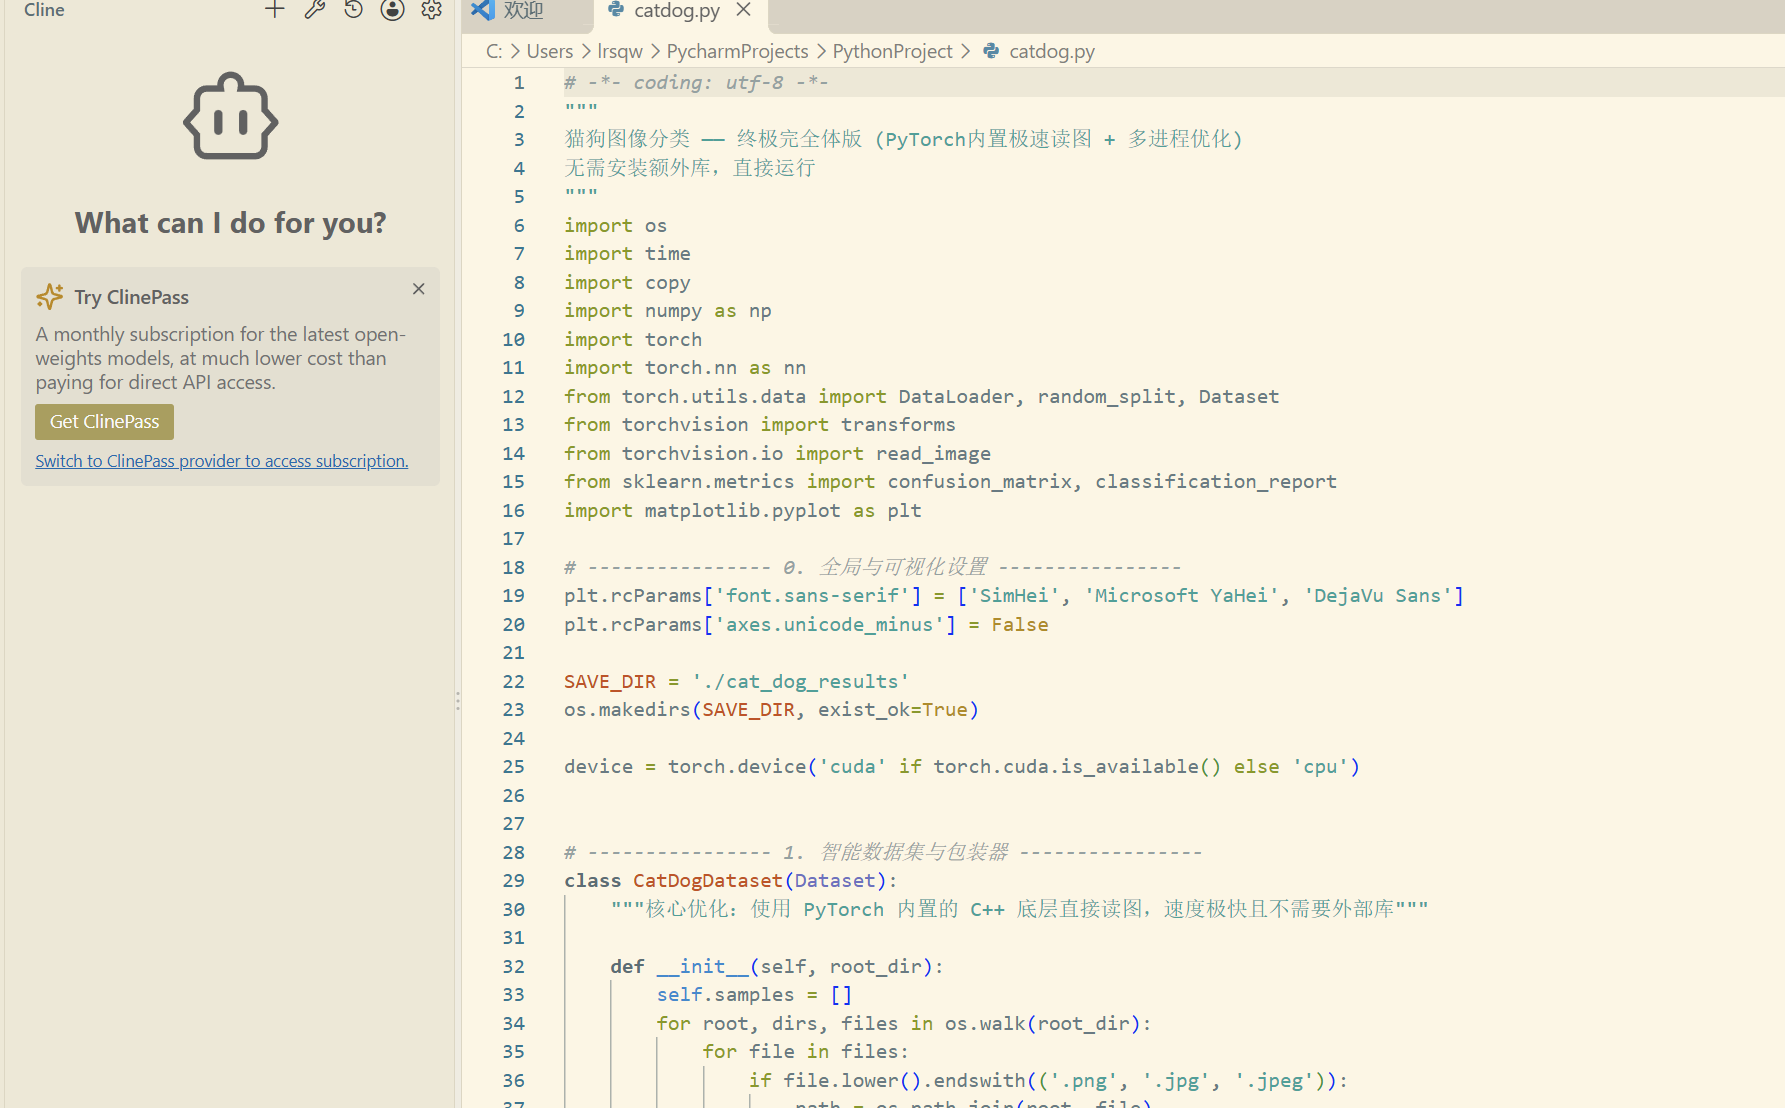 Cline
What can I do for you?
Try ClinePass
A monthly subscription for the latest open-
weights models, at much lower cost than
paying for direct API access.
Get ClinePass
Switch to ClinePass provider to access subscription.
欢迎
catdog.py
C: > Users > lrsqw > PycharmProjects > PythonProject > catdog.py
1 # -*- coding: utf-8 -*-
2 """
3 猫狗图像分类 —— 终极完全体版 (PyTorch内置极速读图 + 多进程优化)
4 无需安装额外库，直接运行
5 """
6 import os
7 import time
8 import copy
9 import numpy as np
10 import torch
11 import torch.nn as nn
12 from torch.utils.data import DataLoader, random_split, Dataset
13 from torchvision import transforms
14 from torchvision.io import read_image
15 from sklearn.metrics import confusion_matrix, classification_report
16 import matplotlib.pyplot as plt
17
18 # ---------------- 0. 全局与可视化设置 ----------------
19 plt.rcParams['font.sans-serif'] = ['SimHei', 'Microsoft YaHei', 'DejaVu Sans']
20 plt.rcParams['axes.unicode_minus'] = False
21
22 SAVE_DIR = './cat_dog_results'
23 os.makedirs(SAVE_DIR, exist_ok=True)
24
25 device = torch.device('cuda' if torch.cuda.is_available() else 'cpu')
26
27
28 # ---------------- 1. 智能数据集与包装器 ----------------
29 class CatDogDataset(Dataset):
30 """核心优化：使用 PyTorch 内置的 C++ 底层直接读图，速度极快且不需要外部库"""
31
32 def __init__(self, root_dir):
33 self.samples = []
34 for root, dirs, files in os.walk(root_dir):
35 for file in files:
36 if file.lower().endswith(('.png', '.jpg', '.jpeg')):
37 path = os.path.join(root, file)